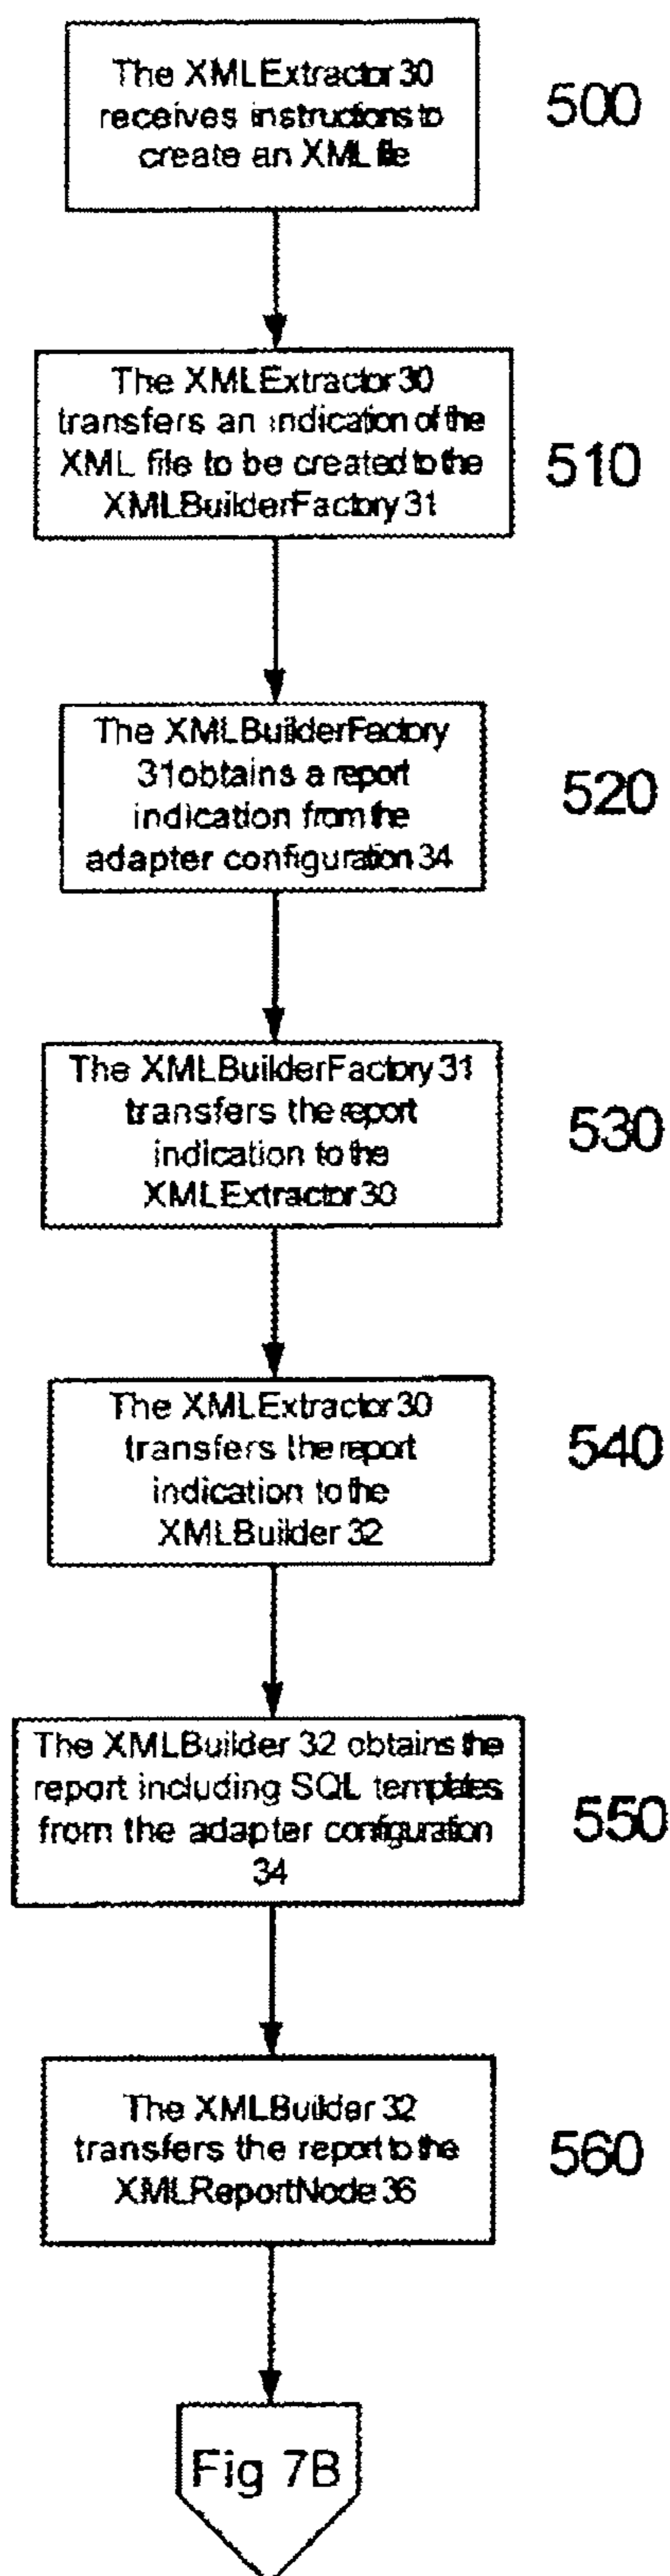 The XMLExtractor 30
receives instructions to
create an XML file
500
The XMLExtractor 30
transfers an indication of the
XML file to be created to the
XMLBuilderFactory 31
510
The XMLBuilderFactory
31 obtains a report
indication from the
adapter configuration 34
520
The XMLBuilderFactory 31
transfers the report
indication to the
XMLExtractor 30
530
The XMLExtractor 30
transfers the report
indication to the
XMLBuilder 32
540
The XMLBuilder 32 obtains the
report including SQL templates
from the adapter configuration
34
550
The XMLBuilder 32
transfers the report to the
XMLReportNode 36
560
Fig 7B